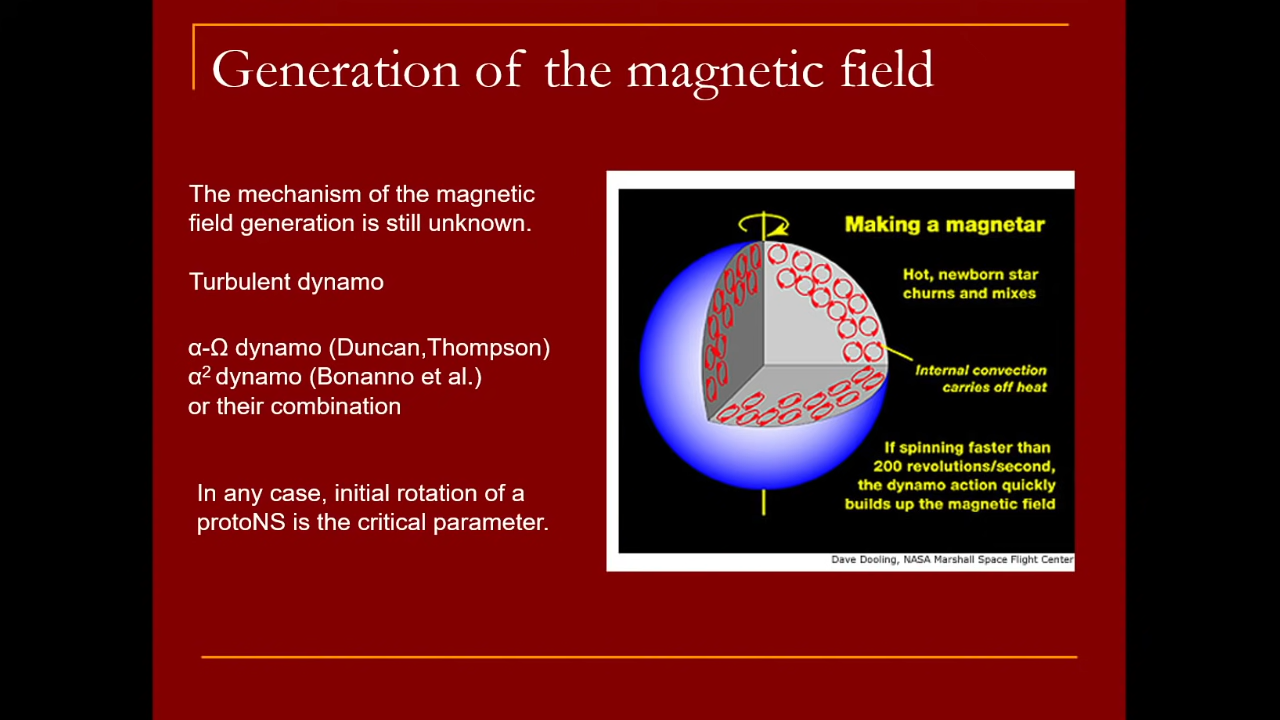 Generation of the magnetic field
The mechanism of the magnetic
field generation is still unknown.
Turbulent dynamo
α-Ω dynamo (Duncan,Thompson)
α² dynamo (Bonanno et al.)
or their combination
In any case, initial rotation of a
protoNS is the critical parameter.
Making a magnetar
Hot, newborn star
churns and mixes
Internal convection
carries off heat
If spinning faster than
200 revolutions/second,
the dynamo action quickly
builds up the magnetic field
Dave Dooling, NASA Marshall Space Flight Center